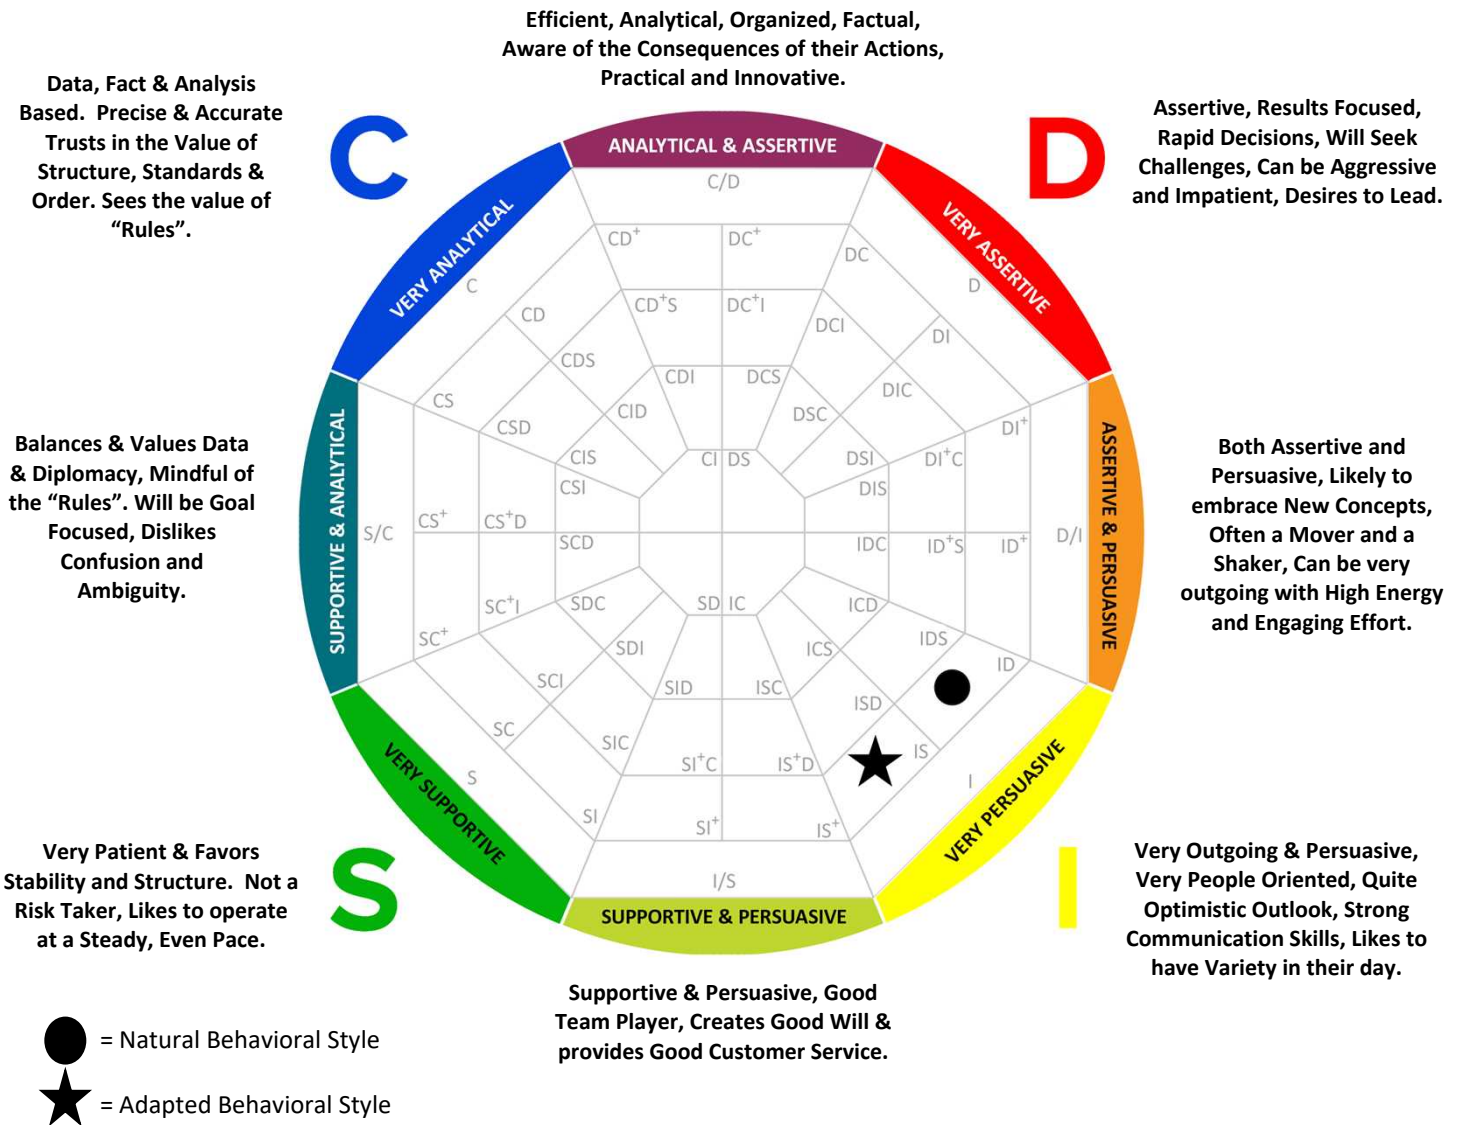 Efficient, Analytical, Organized, Factual,
Aware of the Consequences of their Actions,
Practical and Innovative.
Data, Fact & Analysis
Based.  Precise & Accurate
Trusts in the Value of
Structure, Standards &
Order. Sees the value of
“Rules”.
C
D
Assertive, Results Focused,
Rapid Decisions, Will Seek
Challenges, Can be Aggressive
and Impatient, Desires to Lead.
ANALYTICAL & ASSERTIVE
VERY ANALYTICAL
VERY ASSERTIVE
C/D
CD+
DC+
DC
C
D
CD
CD+S
DC+I
DCI
DI
CDS
CDI
DCS
DIC
CS
CID
DSC
CSD
DI+
CIS
CI
DS
DSI
DI+C
CSI
DIS
Balances & Values Data
& Diplomacy, Mindful of
the “Rules”. Will be Goal
Focused, Dislikes
Confusion and
Ambiguity.
SUPPORTIVE & ANALYTICAL
ASSERTIVE & PERSUASIVE
Both Assertive and
Persuasive, Likely to
embrace New Concepts,
Often a Mover and a
Shaker, Can be very
outgoing with High Energy
and Engaging Effort.
S/C
CS+
CS+D
SCD
IDC
ID+S
ID+
D/I
SC+I
SDC
SD
IC
ICD
SC+
IDS
SDI
ICS
ID
SCI
SID
ISC
ISD
SC
SIC
IS
SI+C
IS+D
S
I
SI
SI+
IS+
I/S
VERY SUPPORTIVE
VERY PERSUASIVE
SUPPORTIVE & PERSUASIVE
Very Patient & Favors
Stability and Structure.  Not a
Risk Taker, Likes to operate
at a Steady, Even Pace.
S
I
Very Outgoing & Persuasive,
Very People Oriented, Quite
Optimistic Outlook, Strong
Communication Skills, Likes to
have Variety in their day.
Supportive & Persuasive, Good
Team Player, Creates Good Will &
provides Good Customer Service.
= Natural Behavioral Style
= Adapted Behavioral Style